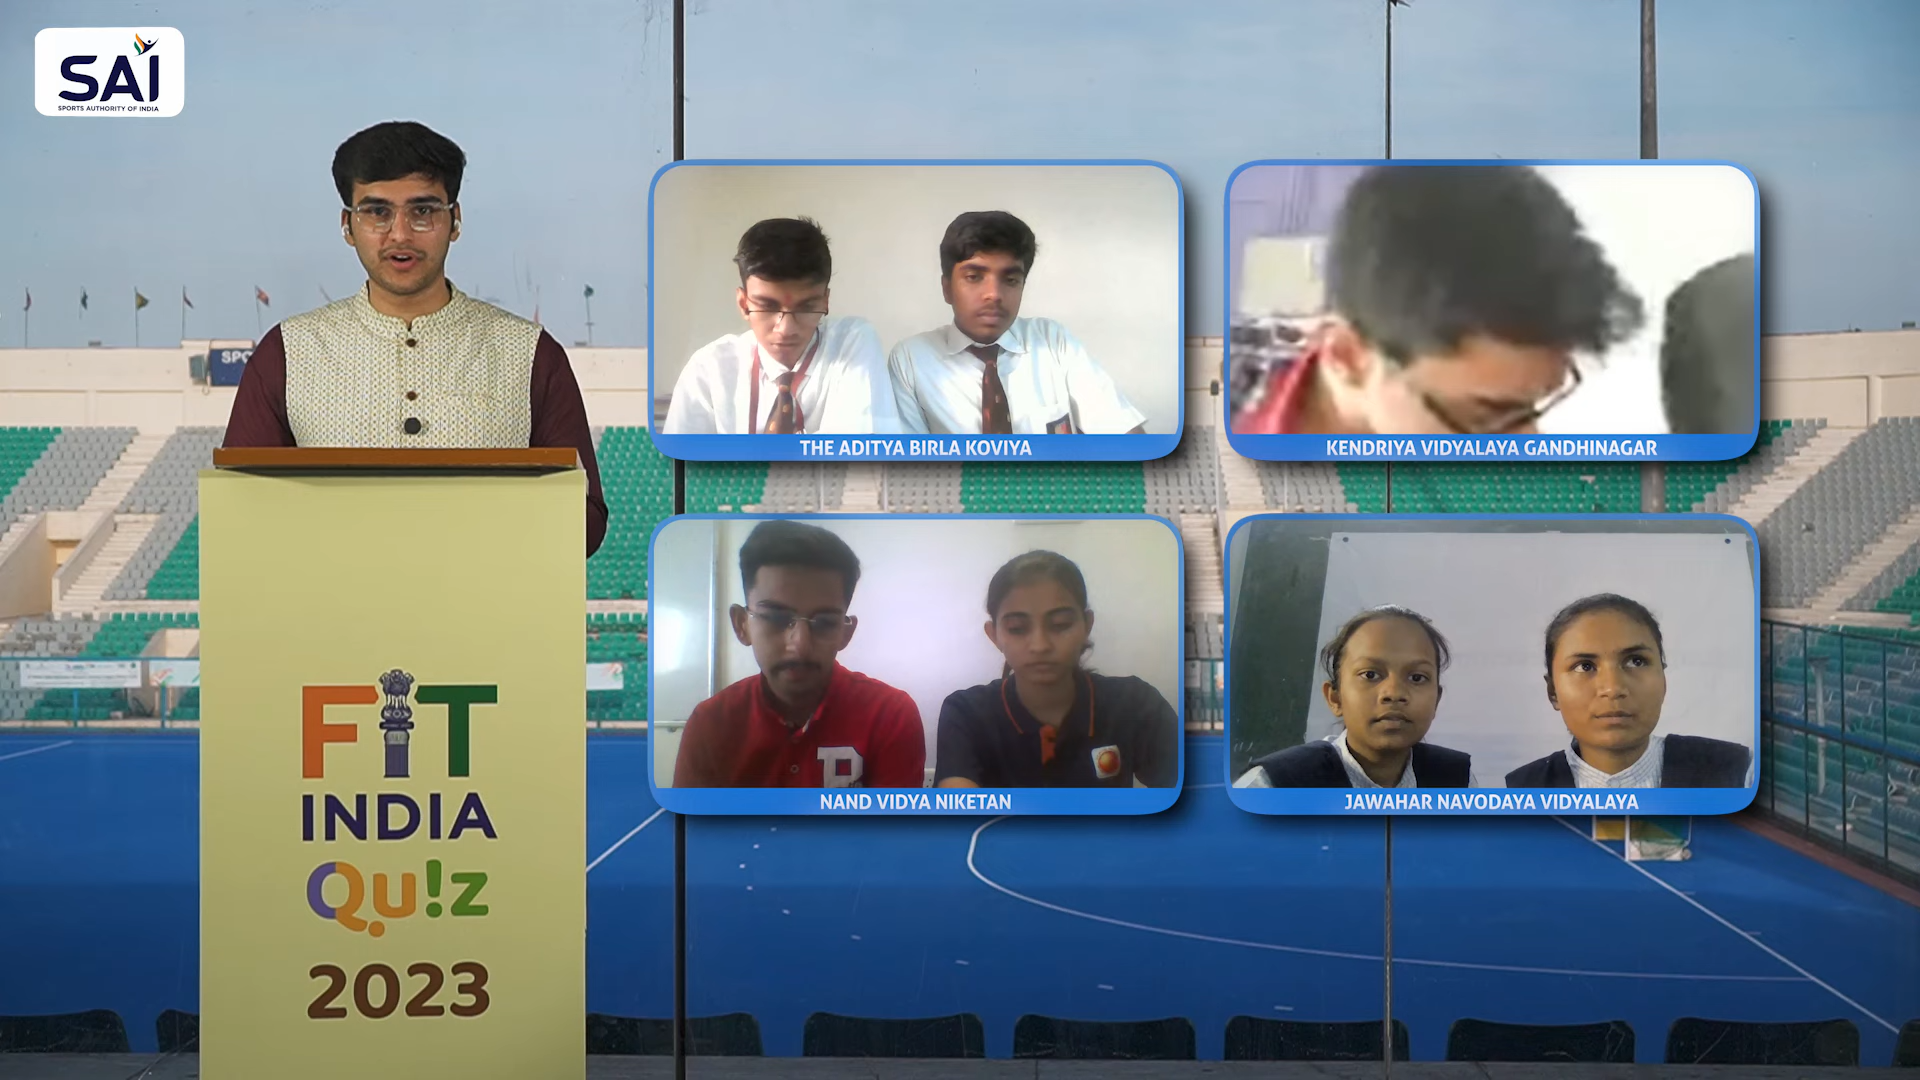 SAI
SPORTS AUTHORITY OF INDIA
THE ADITYA BIRLA KOVIYA
KENDRIYA VIDYALAYA GANDHINAGAR
NAND VIDYA NIKETAN
JAWAHAR NAVODAYA VIDYALAYA
FIT
INDIA
Qu!z
2023